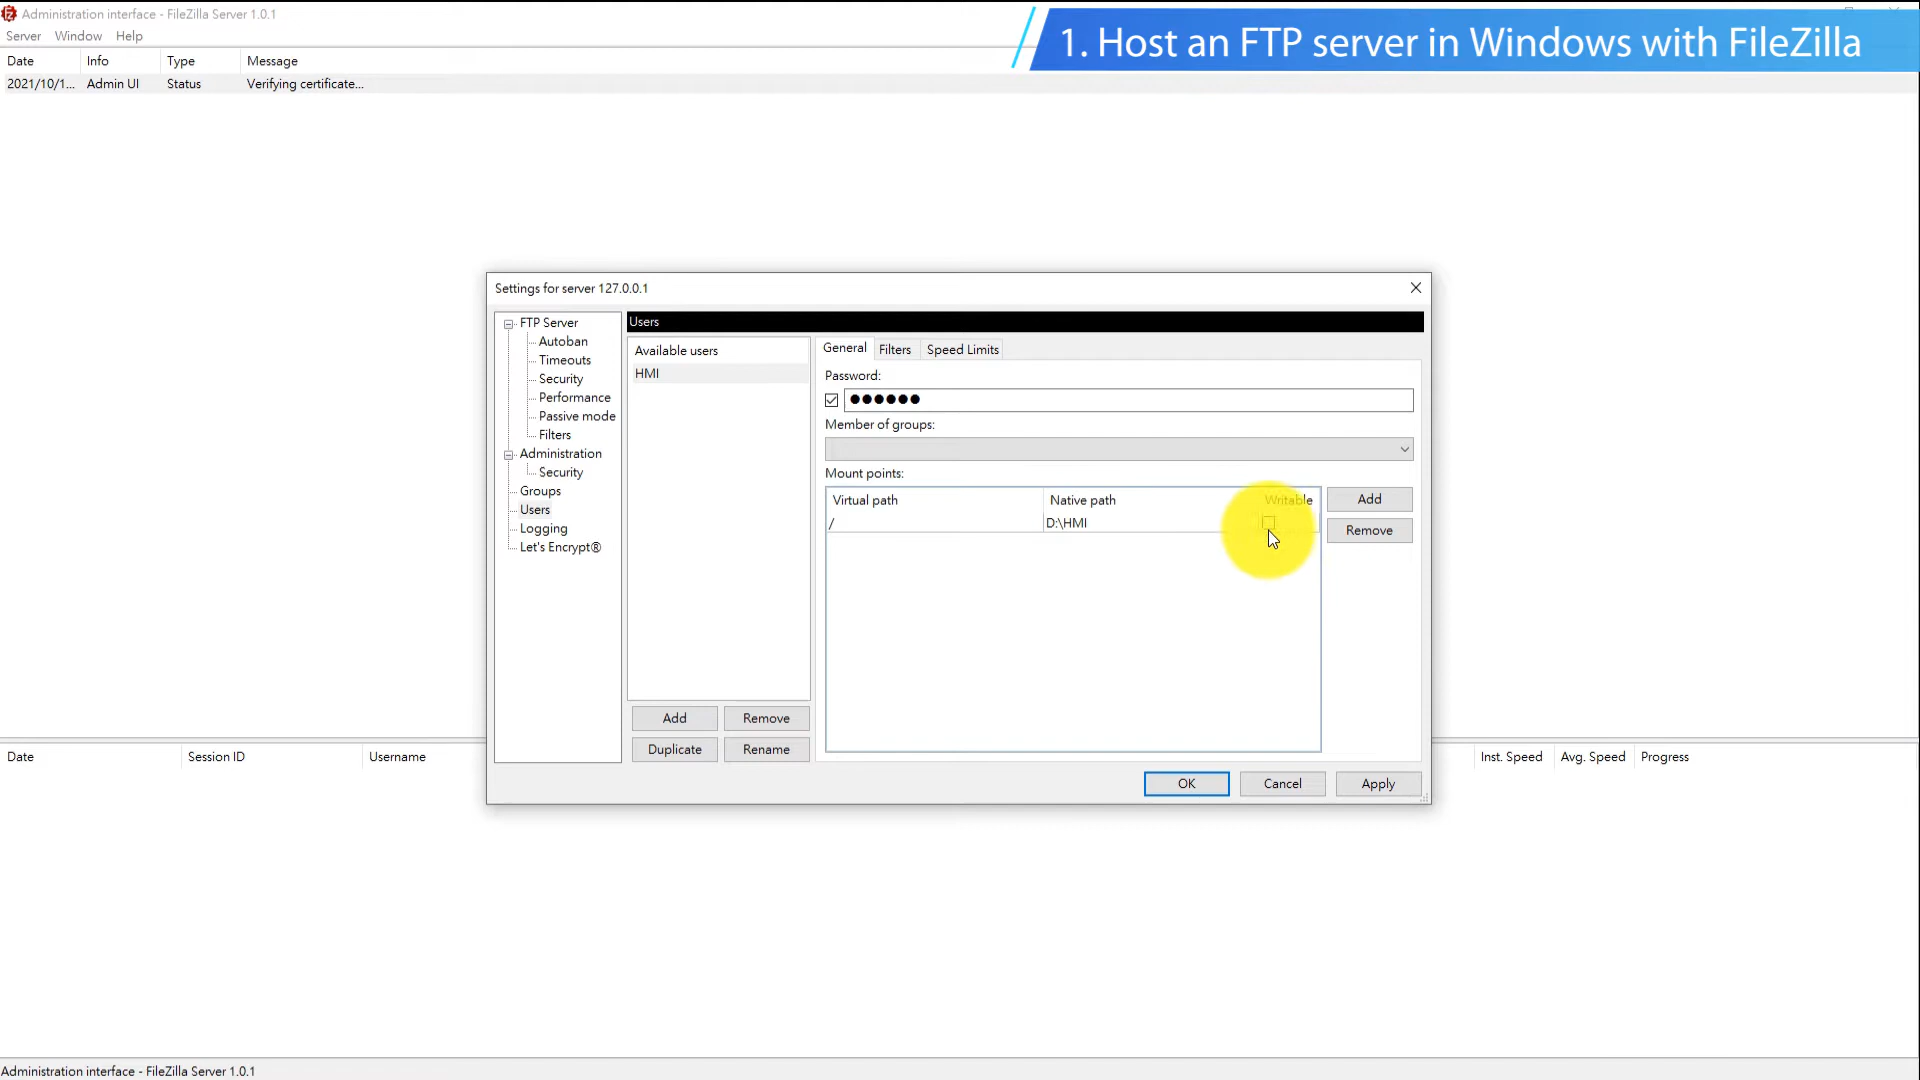 Administration interface - FileZilla Server 1.0.1
1. Host an FTP server in Windows with FileZilla
Server Window Help
Date Info Type Message
2021/10/1... Admin UI Status Verifying certificate...
Settings for server 127.0.0.1
FTP Server
Autoban
Timeouts
Security
Performance
Passive mode
Filters
Administration
Security
Groups
Users
Logging
Let's Encrypt®
Users
Available users
HMI
Add Remove
Duplicate Rename
General Filters Speed Limits
Password:
●●●●●●
Member of groups:
Mount points:
Virtual path Native path Writable
/ D:\HMI
Add
Remove
OK Cancel Apply
Date Session ID Username Inst. Speed Avg. Speed Progress
Administration interface - FileZilla Server 1.0.1